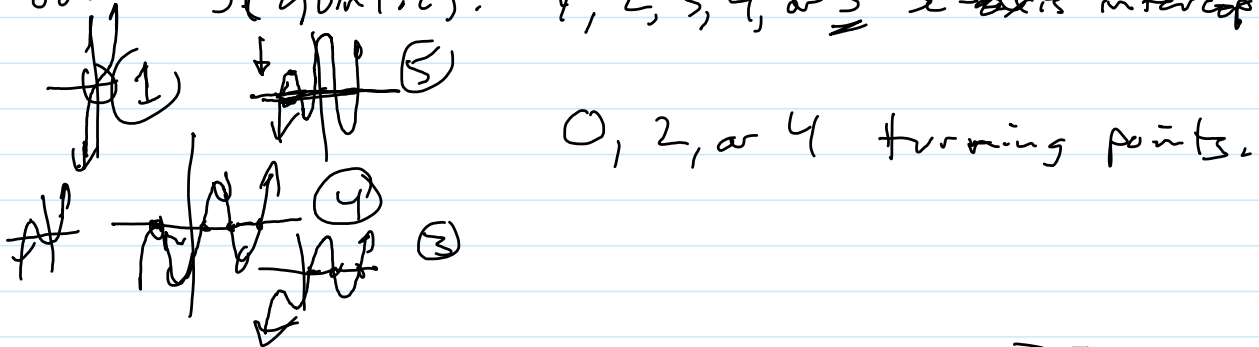 1, 2, 3, 4, or 5 x-axis intercep
1
5
0, 2, or 4 turning points.
4
3